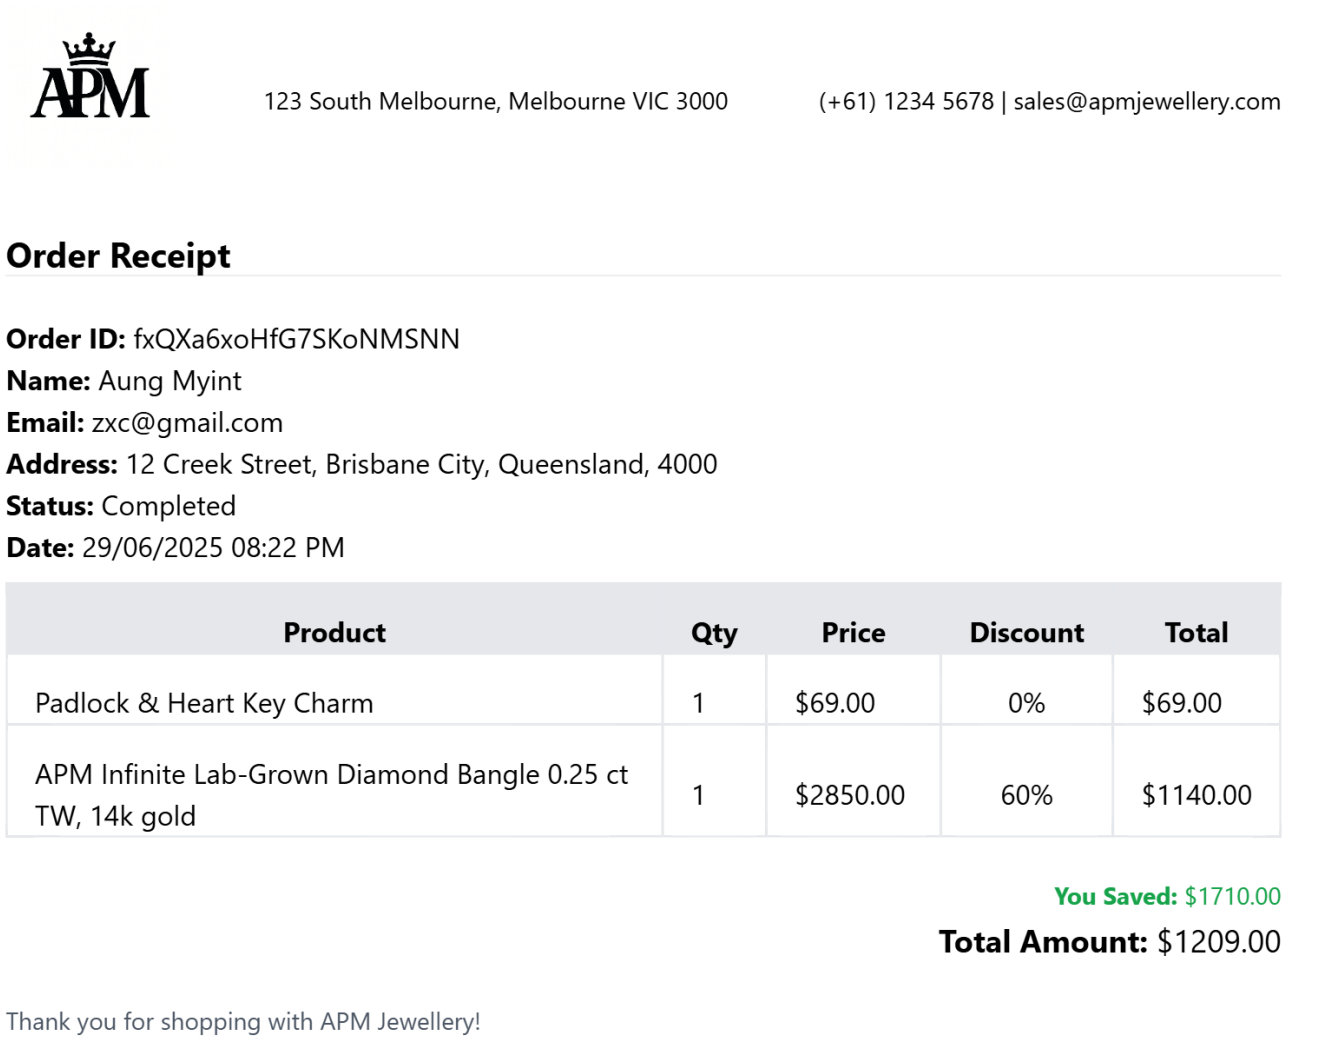 APM
123 South Melbourne, Melbourne VIC 3000
(+61) 1234 5678 | sales@apmjewellery.com
Order Receipt
Order ID: fxQXa6xoHfG7SKoNMSNN
Name: Aung Myint
Email: zxc@gmail.com
Address: 12 Creek Street, Brisbane City, Queensland, 4000
Status: Completed
Date: 29/06/2025 08:22 PM
Product Qty Price Discount Total
Padlock & Heart Key Charm 1 $69.00 0% $69.00
APM Infinite Lab-Grown Diamond Bangle 0.25 ct
TW, 14k gold 1 $2850.00 60% $1140.00
You Saved: $1710.00
Total Amount: $1209.00
Thank you for shopping with APM Jewellery!